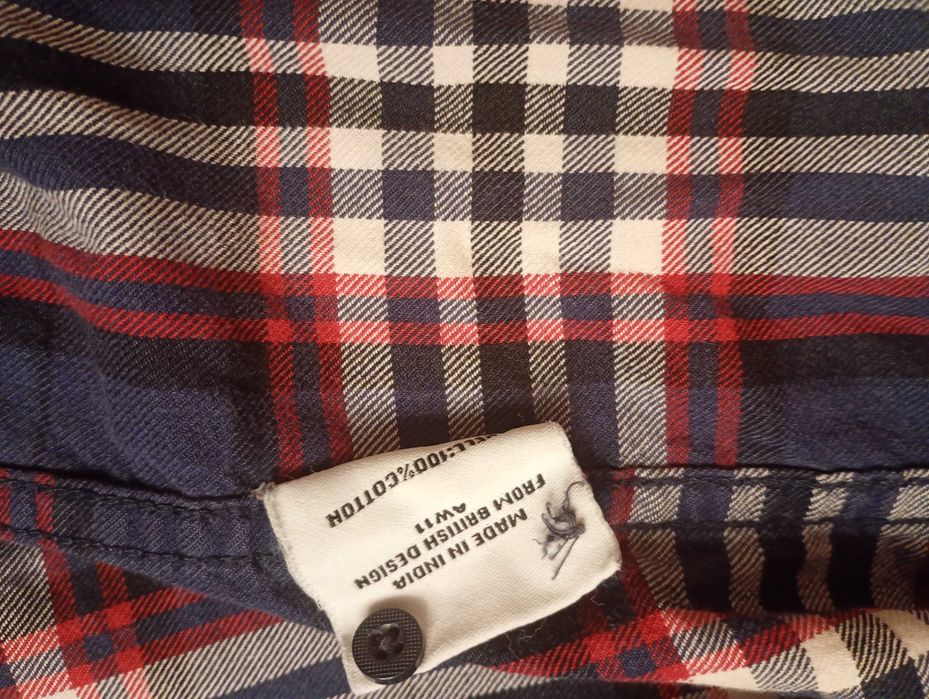 MADE IN INDIA
FROM BRITISH DESIGN
AW11
100%COTTON